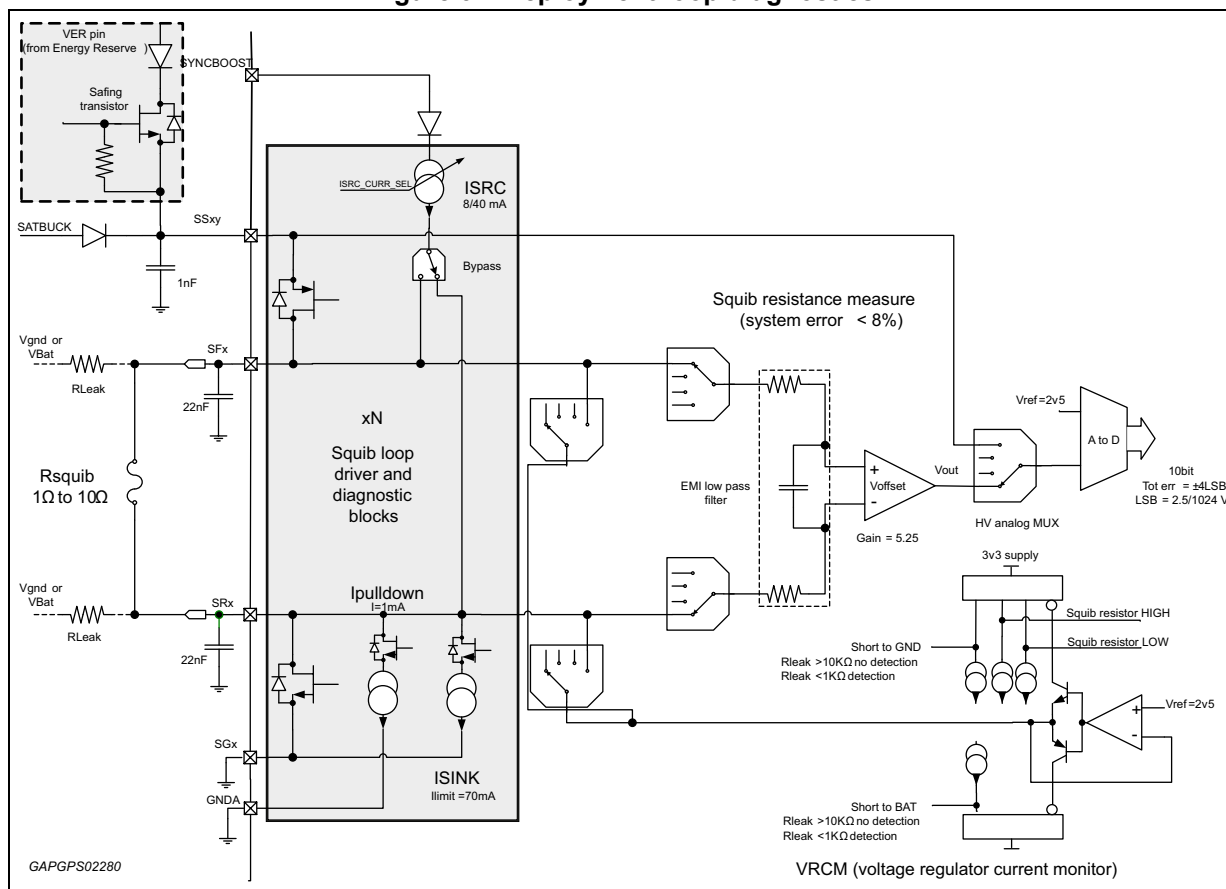 VER pin
(from Energy Reserve )
SYNCBOOST
Safing
transistor
ISRC_CURR_SEL
ISRC
8/40 mA
SATBUCK
SSxy
1nF
Bypass
Squib resistance measure
(system error < 8%)
Vgnd or
VBat
RLeak
SFx
22nF
xN
Squib loop
driver and
diagnostic
blocks
Rsquib
1Ω to 10Ω
EMI low pass
filter
+
Voffset
-
Gain = 5.25
Vout
HV analog MUX
Vref=2v5
A to D
10bit
Tot err = ±4LSB
LSB = 2.5/1024 V
Vgnd or
VBat
RLeak
SRx
22nF
Ipulldown
I=1mA
3v3 supply
Squib resistor HIGH
Squib resistor LOW
Short to GND
Rleak >10KΩ no detection
Rleak <1KΩ detection
+
-
Vref=2v5
SGx
GNDA
ISINK
Ilimit =70mA
Short to BAT
Rleak >10KΩ no detection
Rleak <1KΩ detection
VRCM (voltage regulator current monitor)
GAPGPS02280